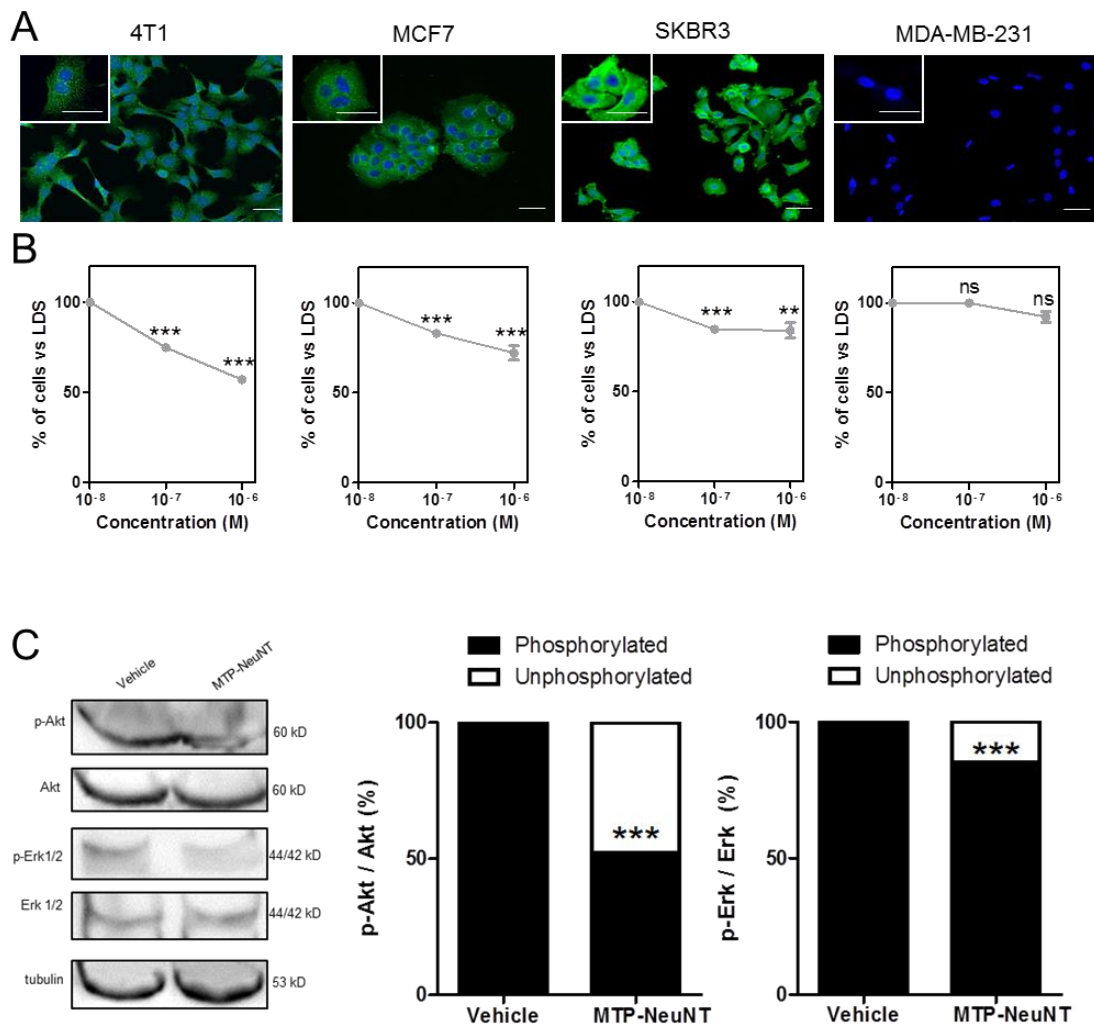 A
4T1
MCF7
SKBR3
MDA-MB-231
B
% of cells vs LDS
100
50
0
***
***
10⁻⁸
10⁻⁷
10⁻⁶
Concentration (M)
% of cells vs LDS
100
50
0
***
***
10⁻⁸
10⁻⁷
10⁻⁶
Concentration (M)
% of cells vs LDS
100
50
0
***
**
10⁻⁸
10⁻⁷
10⁻⁶
Concentration (M)
% of cells vs LDS
100
50
0
ns
ns
10⁻⁸
10⁻⁷
10⁻⁶
Concentration (M)
C
Vehicle
MTP-NeuNT
p-Akt
60 kD
Akt
60 kD
p-Erk1/2
44/42 kD
Erk 1/2
44/42 kD
tubulin
53 kD
Phosphorylated
Unphosphorylated
p-Akt / Akt (%)
100
50
0
***
Vehicle
MTP-NeuNT
Phosphorylated
Unphosphorylated
p-Erk / Erk (%)
100
50
0
***
Vehicle
MTP-NeuNT